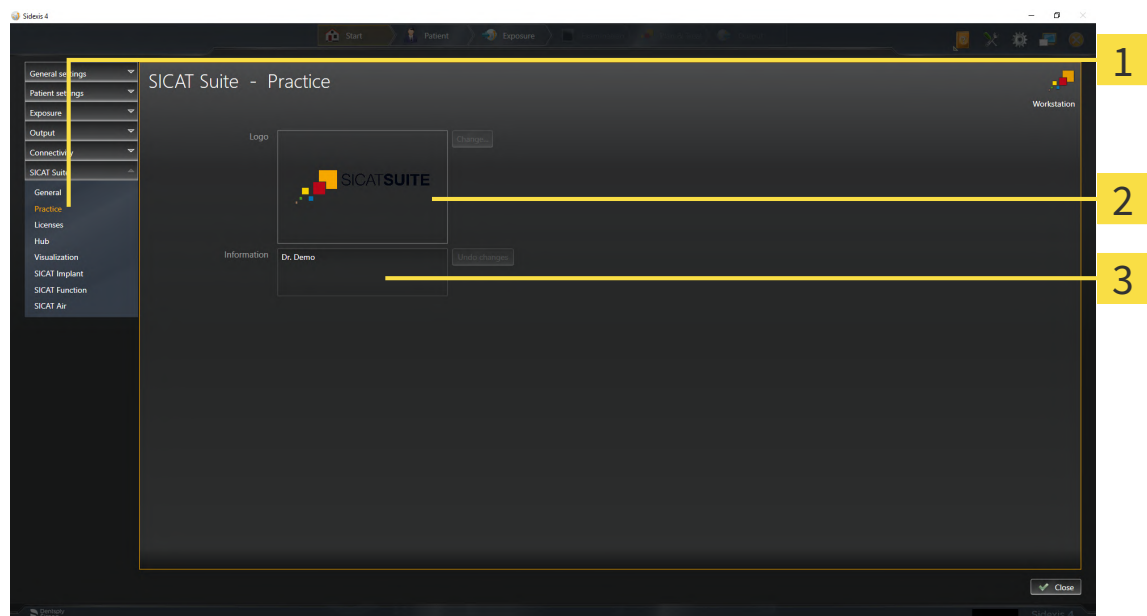 Sidexis 4
Start
Patient
Exposure
1
General settings
SICAT Suite - Practice
Patient settings
Workstation
Exposure
Output
Logo
Change...
Connectivity
SICAT Suite
SICATSUITE
General
2
Practice
Licenses
Hub
Visualization
Information
Dr. Demo
Undo changes
SICAT Implant
3
SICAT Function
SICAT Air
Close
Sidexis 4